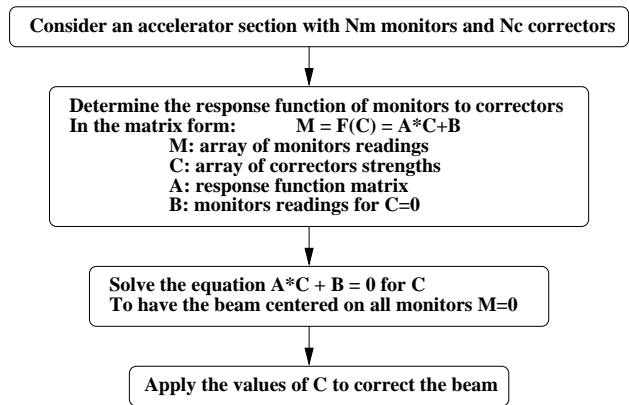 Consider an accelerator section with Nm monitors and Nc correctors
Determine the response function of monitors to correctors
In the matrix form: M = F(C) = A*C+B
M: array of monitors readings
C: array of correctors strengths
A: response function matrix
B: monitors readings for C=0
Solve the equation A*C + B = 0 for C
To have the beam centered on all monitors M=0
Apply the values of C to correct the beam